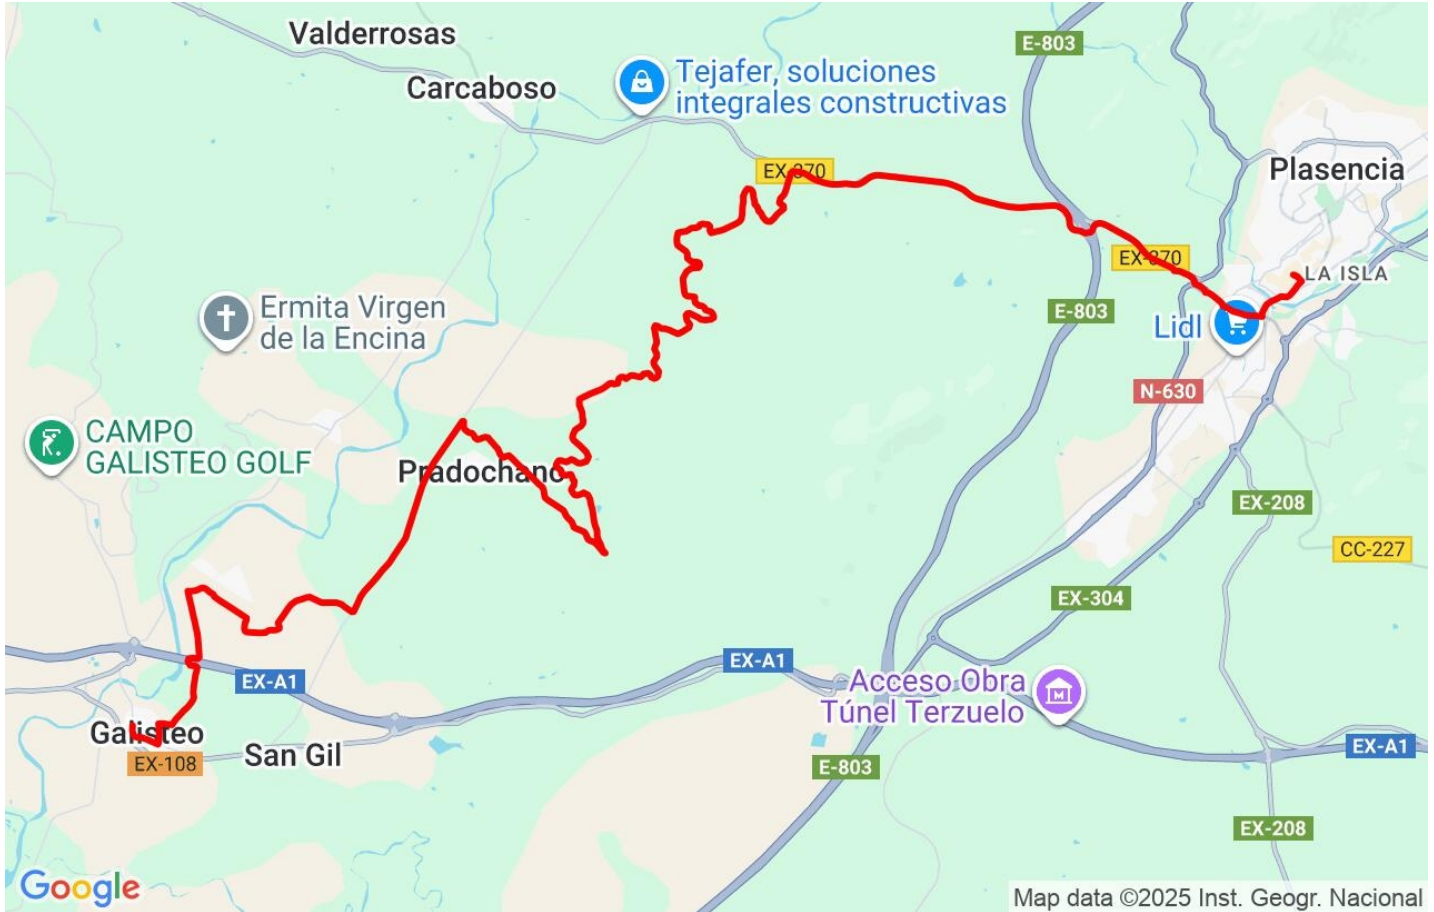 Valderrosas
E-803
Carcaboso
Tejafer, soluciones
integrales constructivas
EX-370
Plasencia
EX-370
LA ISLA
Ermita Virgen
de la Encina
E-803
Lidl
N-630
CAMPO
GALISTEO GOLF
Pradochano
EX-208
CC-227
EX-304
EX-A1
EX-A1
Acceso Obra
Túnel Terzuelo
Galisteo
San Gil
EX-A1
EX-108
E-803
EX-208
Google
Map data ©2025 Inst. Geogr. Nacional